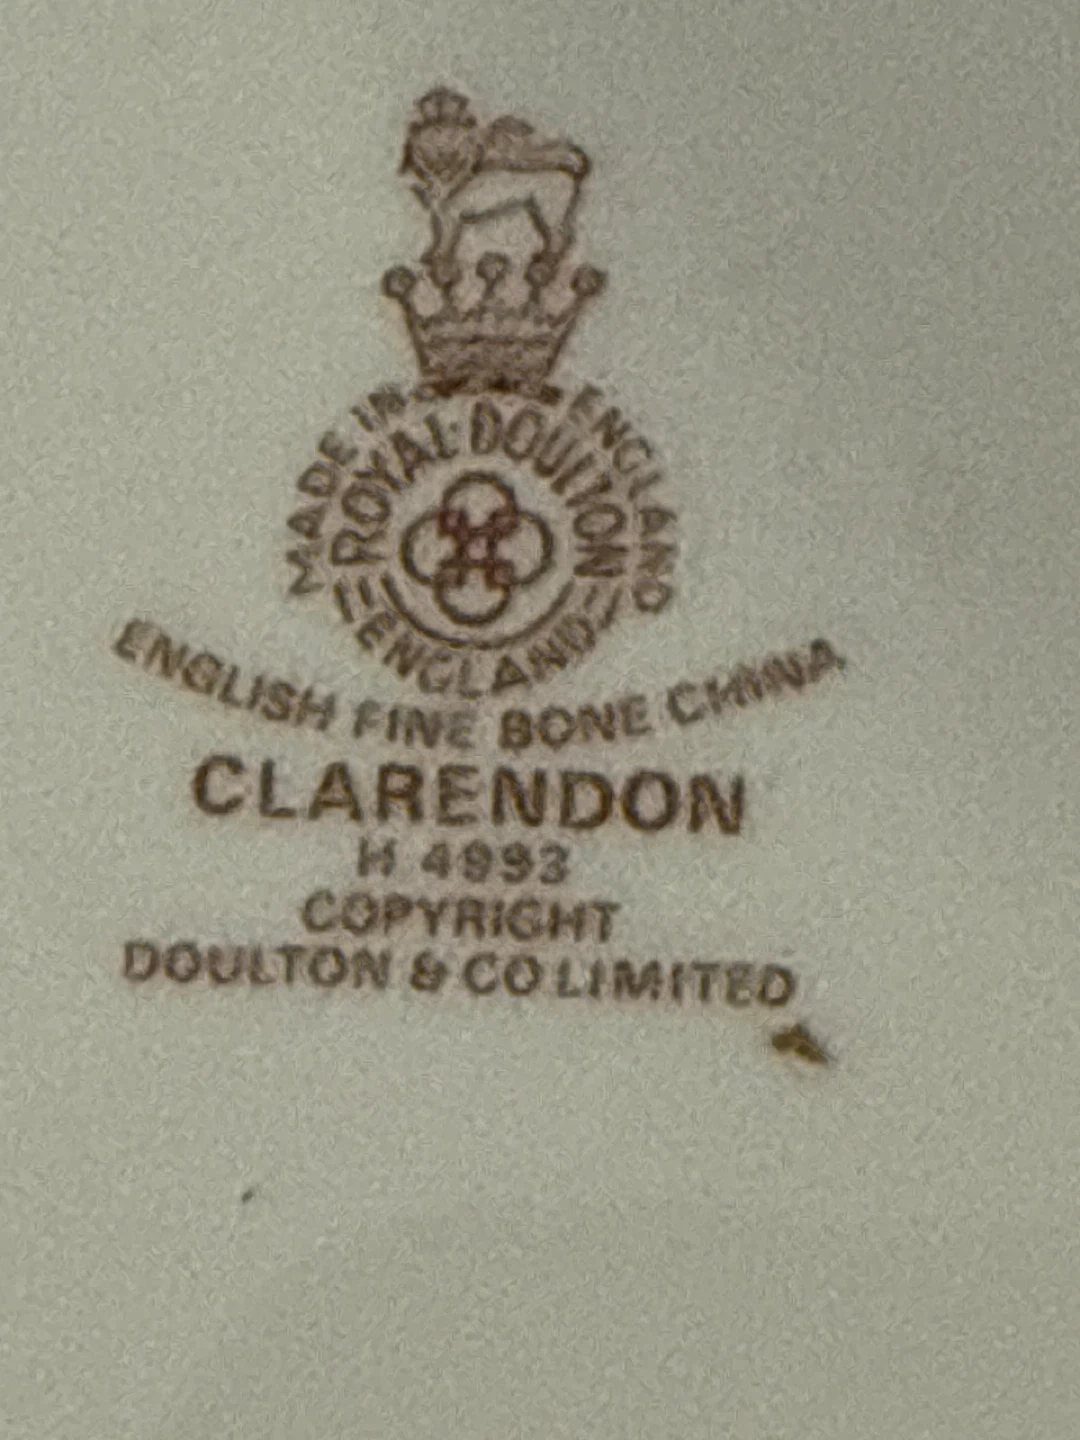 MADE IN ENGLAND
ROYAL DOULTON
ENGLAND
ENGLISH FINE BONE CHINA
CLARENDON
H 4993
COPYRIGHT
DOULTON & CO LIMITED